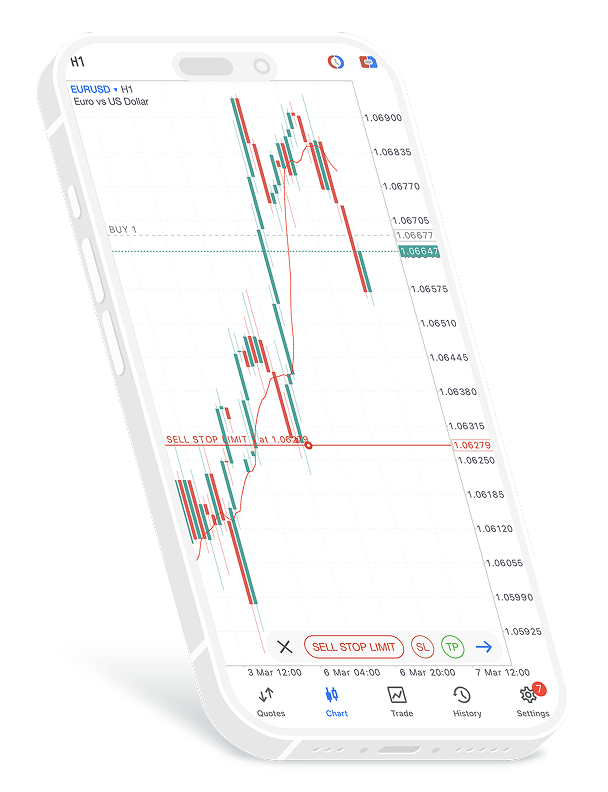 H1
EURUSD ▾ H1
Euro vs US Dollar
1.06900
1.06835
1.06770
1.06705
BUY 1
1.06677
1.06647
1.06575
1.06510
1.06445
1.06380
1.06315
SELL STOP LIMIT at 1.06279
1.06279
1.06250
1.06185
1.06120
1.06055
1.05990
1.05925
SELL STOP LIMIT SL TP
3 Mar 12:00 6 Mar 04:00 6 Mar 20:00 7 Mar 12:00
7
Quotes Chart Trade History Settings